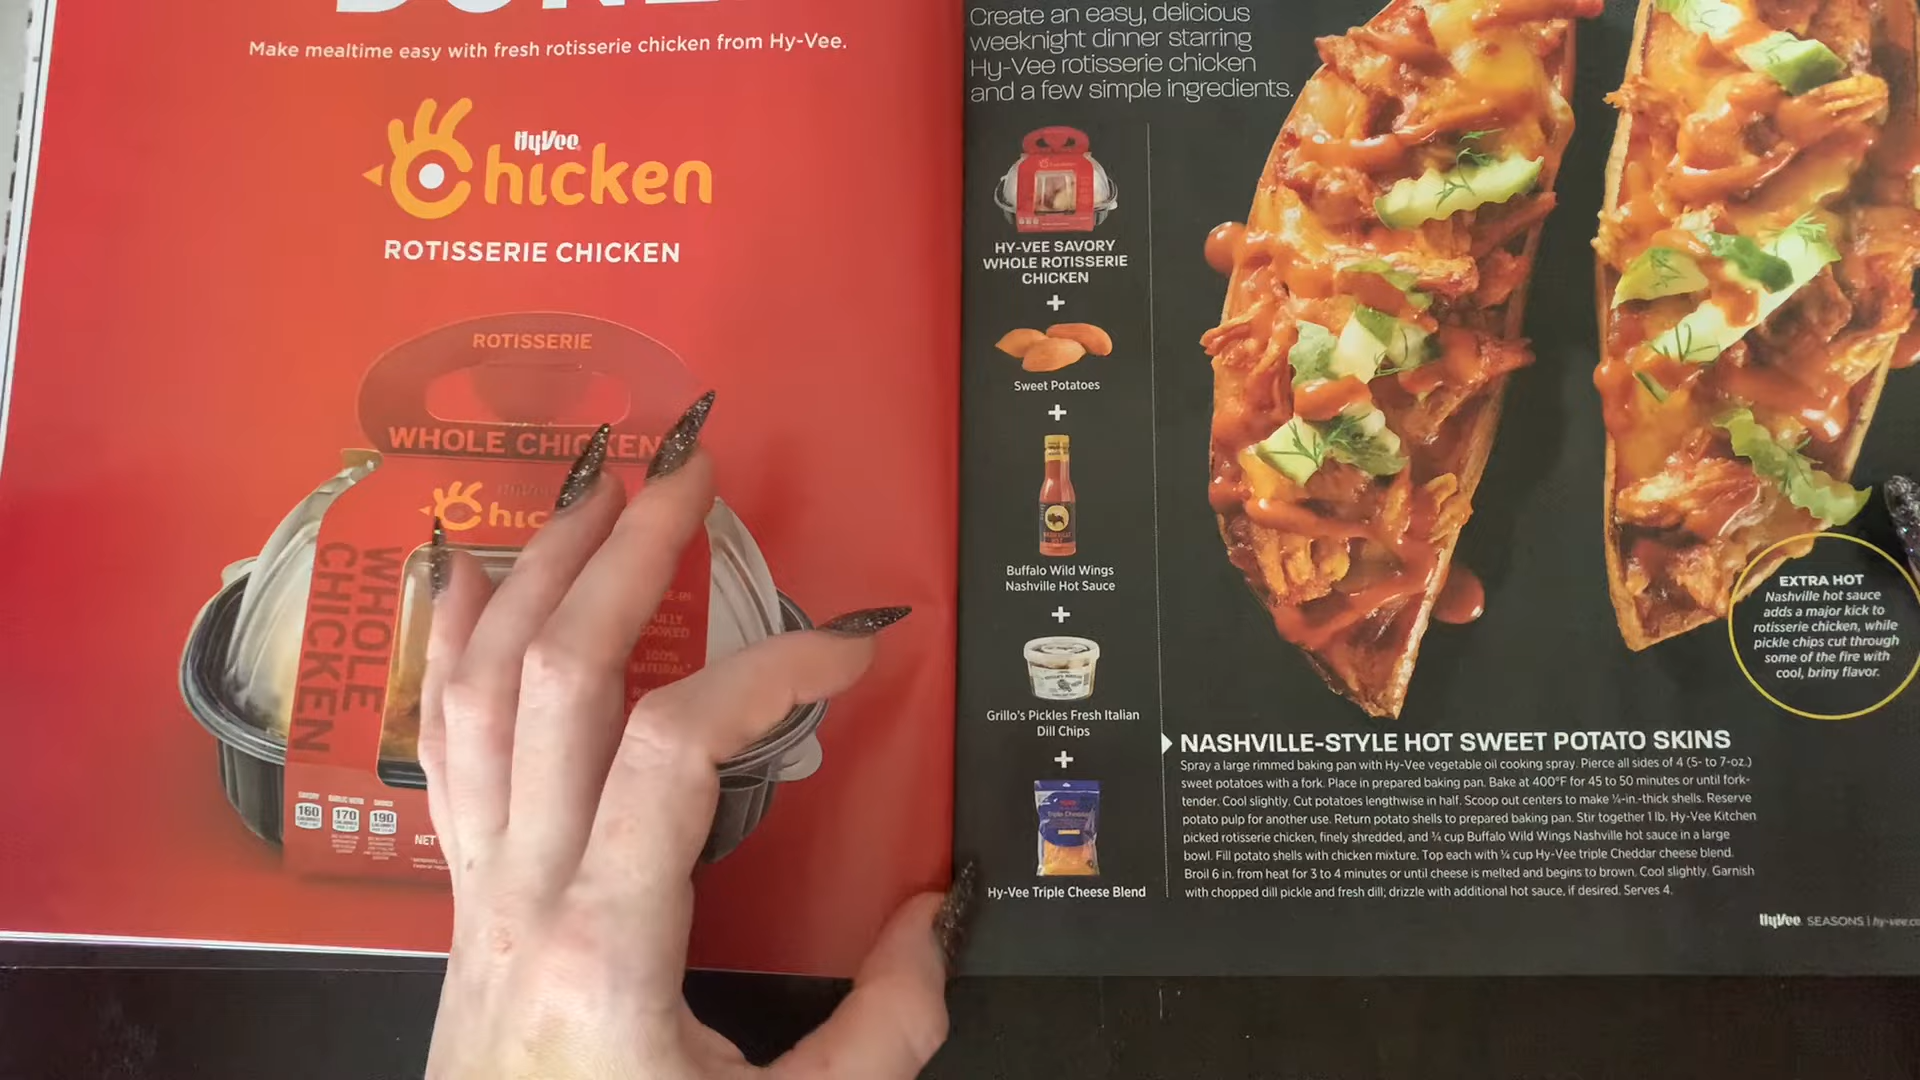 Make mealtime easy with fresh rotisserie chicken from Hy-Vee.
HyVee
Chicken
ROTISSERIE CHICKEN
ROTISSERIE
WHOLE CHICKEN
WHOLE
CHICKEN
SAVORY
160
CALORIES
170
CALORIES
190
CALORIES
NET
FULLY
COOKED
100%
NATURAL*
Create an easy, delicious
weeknight dinner starring
Hy-Vee rotisserie chicken
and a few simple ingredients.
HY-VEE SAVORY
WHOLE ROTISSERIE
CHICKEN
+
Sweet Potatoes
+
Buffalo Wild Wings
Nashville Hot Sauce
+
Grillo's Pickles Fresh Italian
Dill Chips
+
Hy-Vee Triple Cheese Blend
EXTRA HOT
Nashville hot sauce
adds a major kick to
rotisserie chicken, while
pickle chips cut through
some of the fire with
cool, briny flavor.
NASHVILLE-STYLE HOT SWEET POTATO SKINS
Spray a large rimmed baking pan with Hy-Vee vegetable oil cooking spray. Pierce all sides of 4 (5- to 7-oz.)
sweet potatoes with a fork. Place in prepared baking pan. Bake at 400°F for 45 to 50 minutes or until fork-
tender. Cool slightly. Cut potatoes lengthwise in half. Scoop out centers to make ¼-in.-thick shells. Reserve
potato pulp for another use. Return potato shells to prepared baking pan. Stir together 1 lb. Hy-Vee Kitchen
picked rotisserie chicken, finely shredded, and ¾ cup Buffalo Wild Wings Nashville hot sauce in a large
bowl. Fill potato shells with chicken mixture. Top each with ¼ cup Hy-Vee triple Cheddar cheese blend.
Broil 6 in. from heat for 3 to 4 minutes or until cheese is melted and begins to brown. Cool slightly. Garnish
with chopped dill pickle and fresh dill; drizzle with additional hot sauce, if desired. Serves 4.
HyVee SEASONS | hy-vee.co